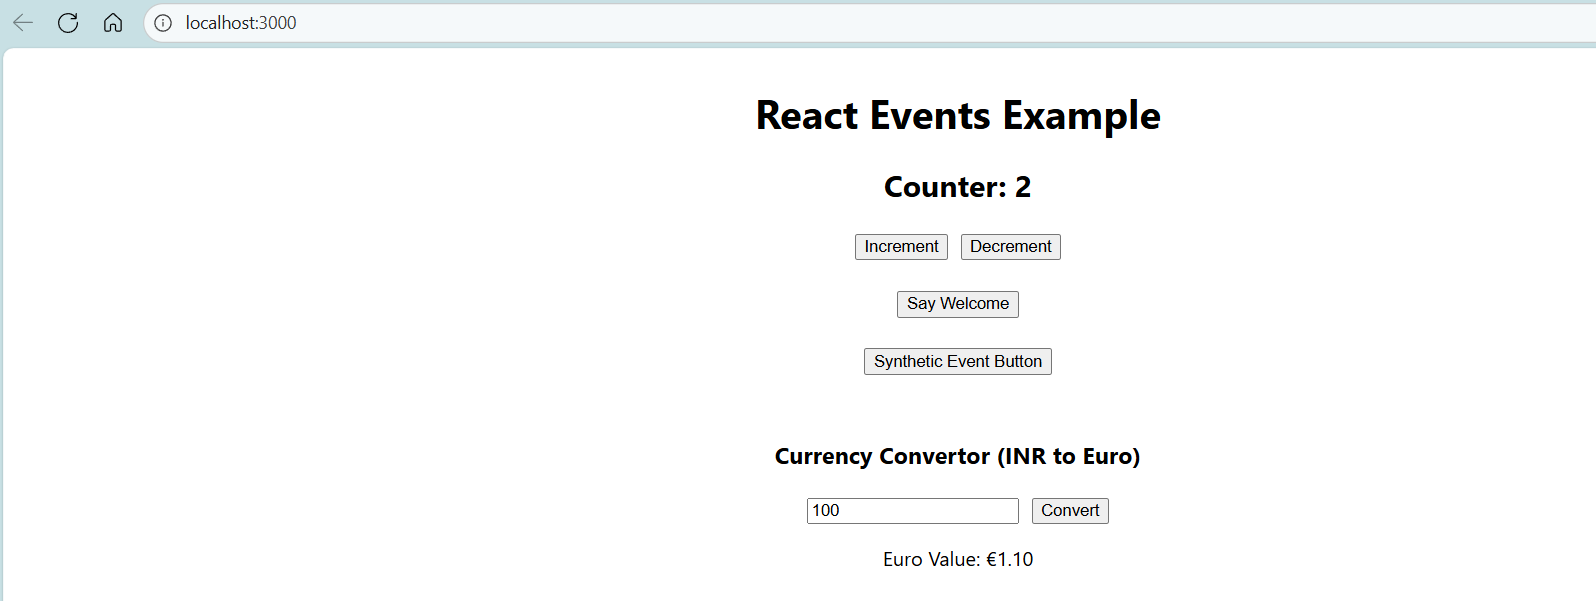 localhost:3000
React Events Example
Counter: 2
Increment Decrement
Say Welcome
Synthetic Event Button
Currency Convertor (INR to Euro)
100 Convert
Euro Value: €1.10